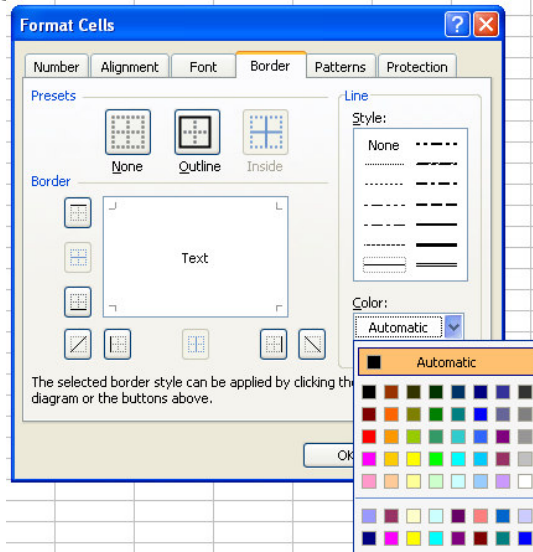 Format Cells
Number Alignment Font Border Patterns Protection
Presets
Line
Style:
None
None Outline Inside
Border
Text
Color:
Automatic
Automatic
The selected border style can be applied by clicking the
diagram or the buttons above.
OK